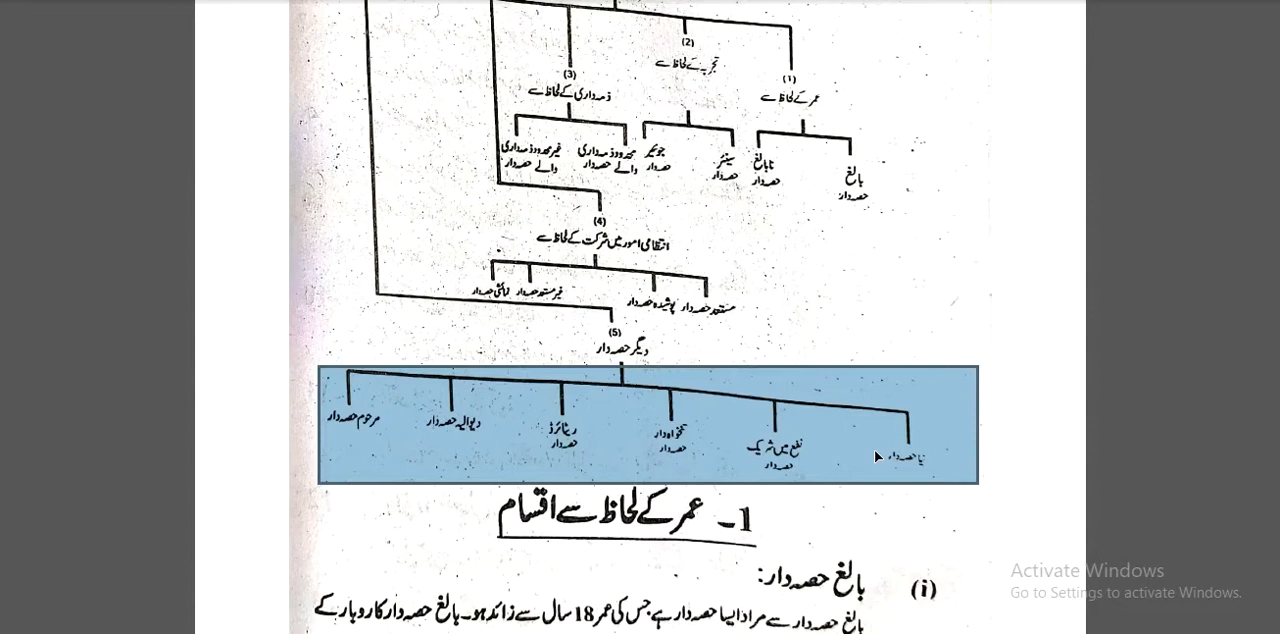 (1)
عمر کے لحاظ سے
(2)
تجربہ کے لحاظ سے
(3)
ذمہ داری کے لحاظ سے
بالغ
حصہ دار
نابالغ
حصہ دار
سینئر
حصہ دار
جونیئر
حصہ دار
محدود ذمہ داری
والے حصہ دار
غیر محدود ذمہ داری
والے حصہ دار
(4)
انتظامی امور میں شرکت کے لحاظ سے
مستعد حصہ دار
پوشیدہ حصہ دار
غیر مستعد حصہ دار
نمائشی حصہ دار
(5)
دیگر حصہ دار
نیا حصہ دار
نفع میں شریک
حصہ دار
تنخواہ دار
حصہ دار
ریٹائرڈ
حصہ دار
دیوالیہ حصہ دار
مرحوم حصہ دار
1۔ عمر کے لحاظ سے اقسام
(i) بالغ حصہ دار:
بالغ حصہ دار سے مراد ایسا حصہ دار ہے جس کی عمر 18 سال سے زائد ہو۔ بالغ حصہ دار کاروبار کے
Activate Windows
Go to Settings to activate Windows.